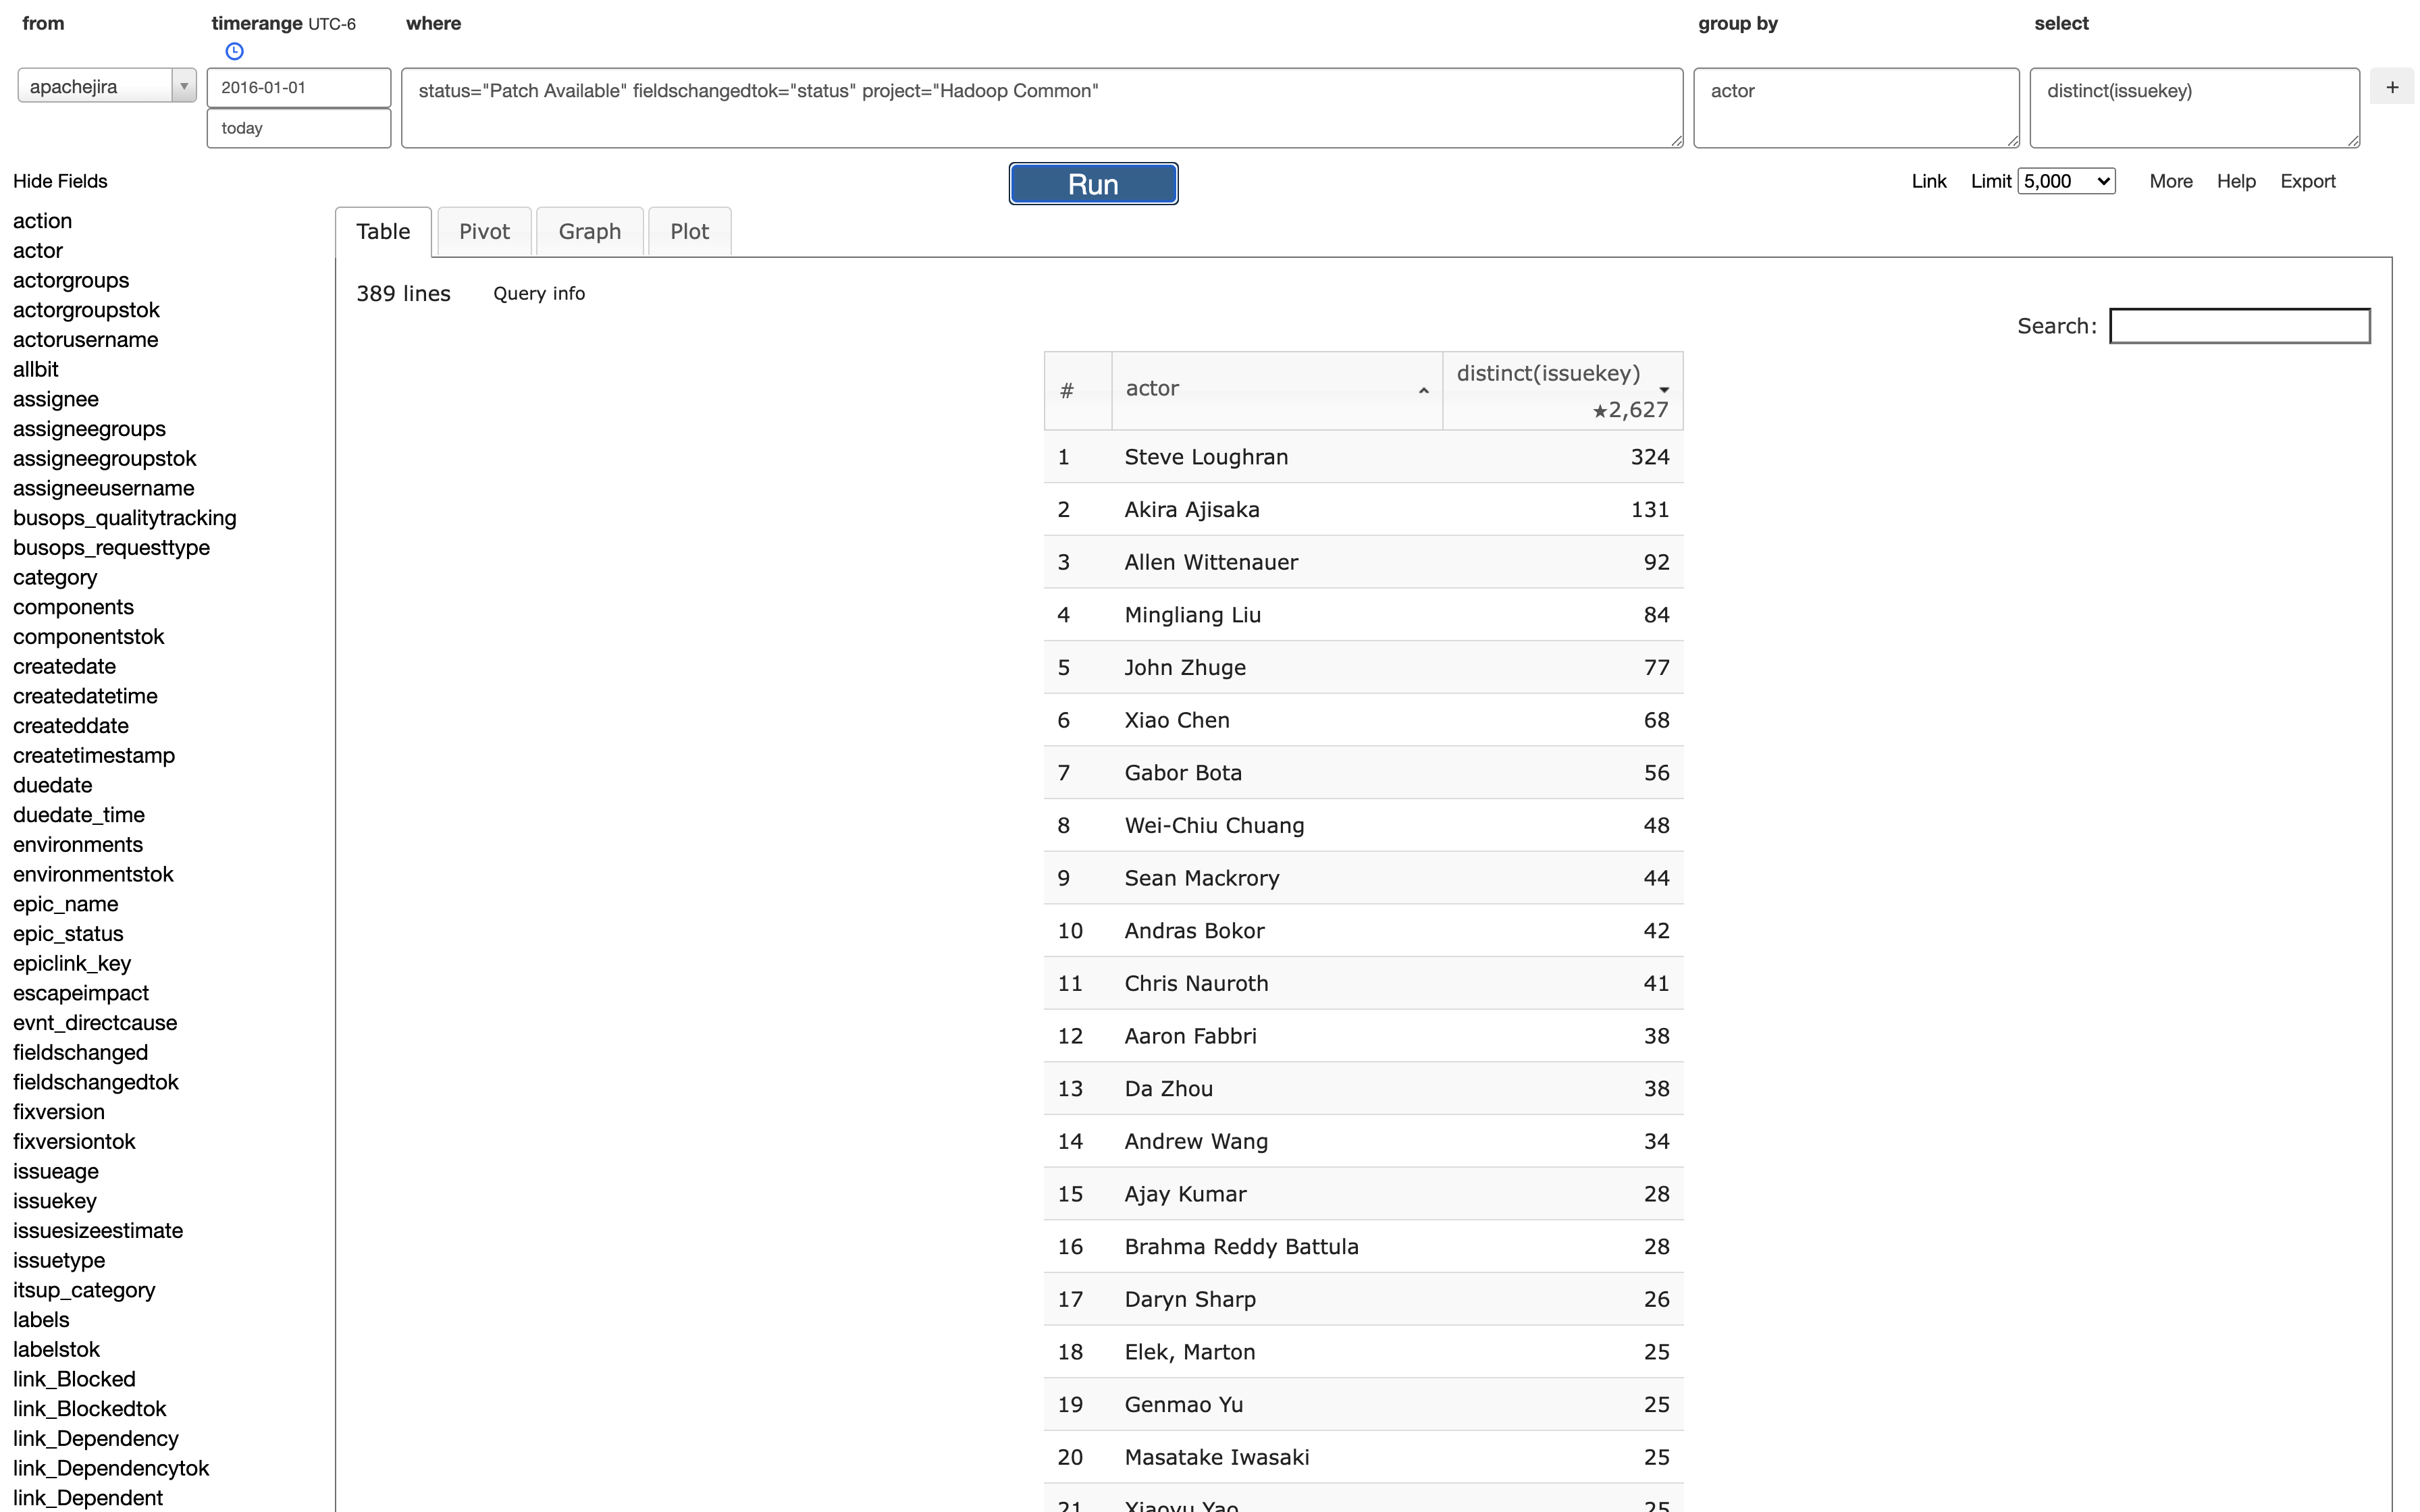 from
timerange UTC-6
where
group by
select
apachejira
2016-01-01
today
status="Patch Available" fieldschangedtok="status" project="Hadoop Common"
actor
distinct(issuekey)
+
Hide Fields
Run
Link
Limit 5,000
More
Help
Export
action
actor
actorgroups
actorgroupstok
actorusername
allbit
assignee
assigneegroups
assigneegroupstok
assigneeusername
busops_qualitytracking
busops_requesttype
category
components
componentstok
createdate
createdatetime
createddate
createtimestamp
duedate
duedate_time
environments
environmentstok
epic_name
epic_status
epiclink_key
escapeimpact
evnt_directcause
fieldschanged
fieldschangedtok
fixversion
fixversiontok
issueage
issuekey
issuesizeestimate
issuetype
itsup_category
labels
labelstok
link_Blocked
link_Blockedtok
link_Dependency
link_Dependencytok
link_Dependent
Table
Pivot
Graph
Plot
389 lines
Query info
Search:
# actor distinct(issuekey)
★2,627
1 Steve Loughran 324
2 Akira Ajisaka 131
3 Allen Wittenauer 92
4 Mingliang Liu 84
5 John Zhuge 77
6 Xiao Chen 68
7 Gabor Bota 56
8 Wei-Chiu Chuang 48
9 Sean Mackrory 44
10 Andras Bokor 42
11 Chris Nauroth 41
12 Aaron Fabbri 38
13 Da Zhou 38
14 Andrew Wang 34
15 Ajay Kumar 28
16 Brahma Reddy Battula 28
17 Daryn Sharp 26
18 Elek, Marton 25
19 Genmao Yu 25
20 Masatake Iwasaki 25
21 Xiaoyu Yao 25